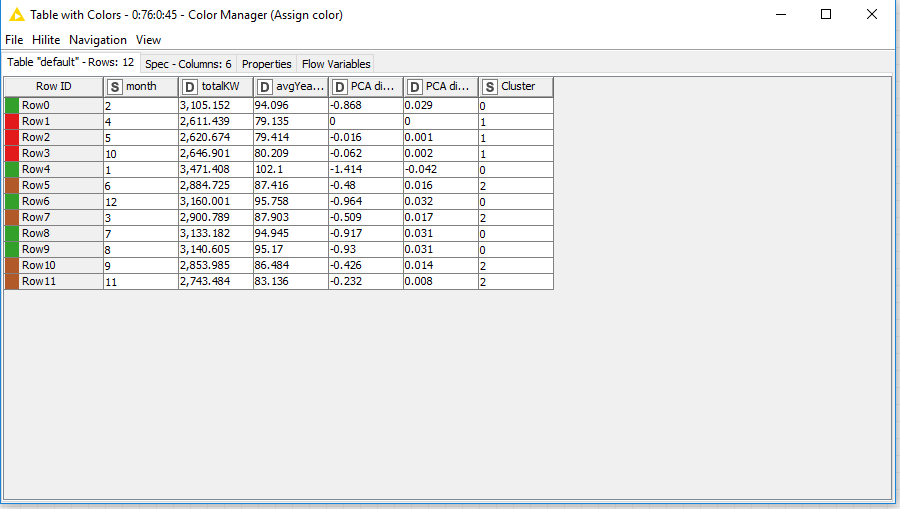 Table with Colors - 0:76:0:45 - Color Manager (Assign color)
File Hilite Navigation View
Table "default" - Rows: 12 Spec - Columns: 6 Properties Flow Variables
Row ID S month D totalKW D avgYea... D PCA di... D PCA di... S Cluster
Row0 2 3,105.152 94.096 -0.868 0.029 0
Row1 4 2,611.439 79.135 0 0 1
Row2 5 2,620.674 79.414 -0.016 0.001 1
Row3 10 2,646.901 80.209 -0.062 0.002 1
Row4 1 3,471.408 102.1 -1.414 -0.042 0
Row5 6 2,884.725 87.416 -0.48 0.016 2
Row6 12 3,160.001 95.758 -0.964 0.032 0
Row7 3 2,900.789 87.903 -0.509 0.017 2
Row8 7 3,133.182 94.945 -0.917 0.031 0
Row9 8 3,140.605 95.17 -0.93 0.031 0
Row10 9 2,853.985 86.484 -0.426 0.014 2
Row11 11 2,743.484 83.136 -0.232 0.008 2